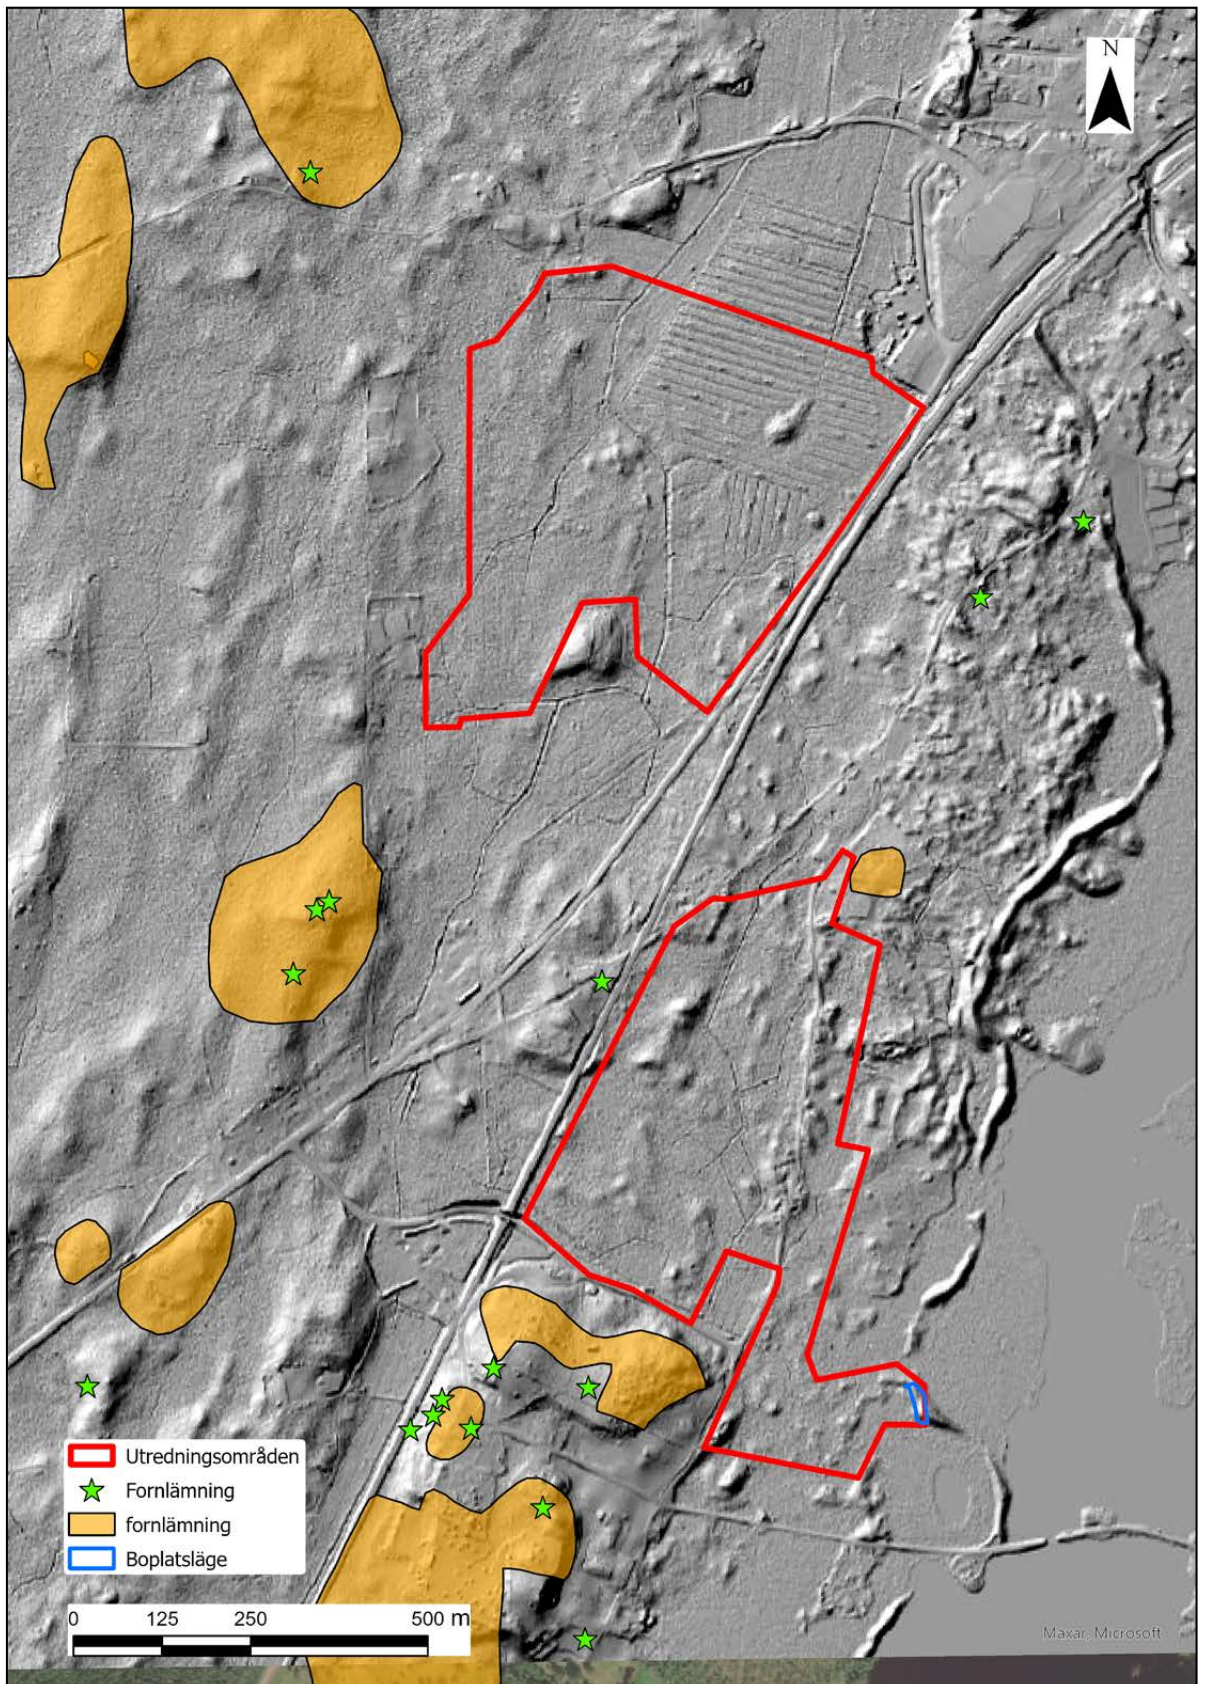 N
Utredningsområden
Fornlämning
fornlämning
Boplatsläge
0 125 250 500 m
Maxar, Microsoft